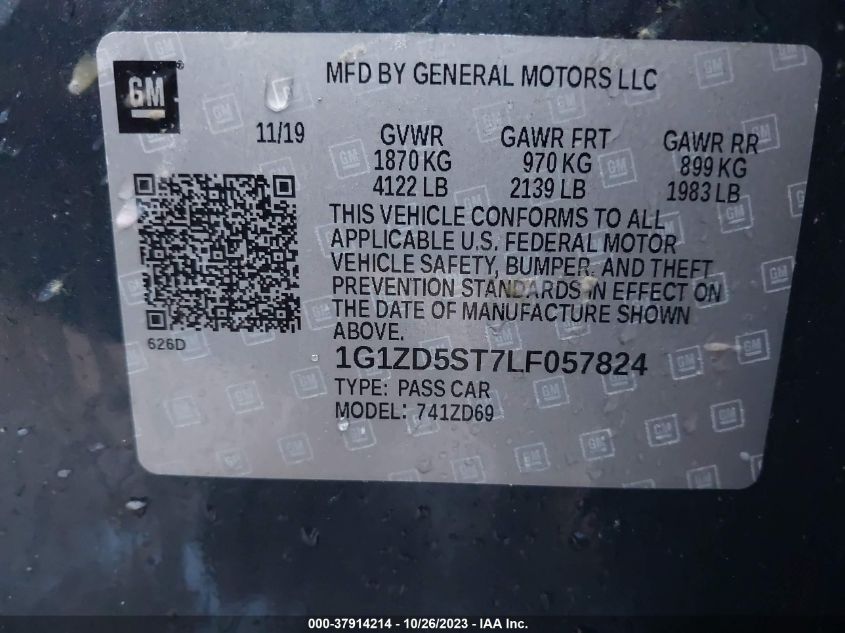 GM ®
MFD BY GENERAL MOTORS LLC
11/19 GVWR GAWR FRT GAWR RR
1870 KG 970 KG 899 KG
4122 LB 2139 LB 1983 LB
THIS VEHICLE CONFORMS TO ALL
APPLICABLE U.S. FEDERAL MOTOR
VEHICLE SAFETY, BUMPER, AND THEFT
PREVENTION STANDARDS IN EFFECT ON
THE DATE OF MANUFACTURE SHOWN
ABOVE.
626D
1G1ZD5ST7LF057824
TYPE: PASS CAR
MODEL: 741ZD69
000-37914214 - 10/26/2023 - IAA Inc.